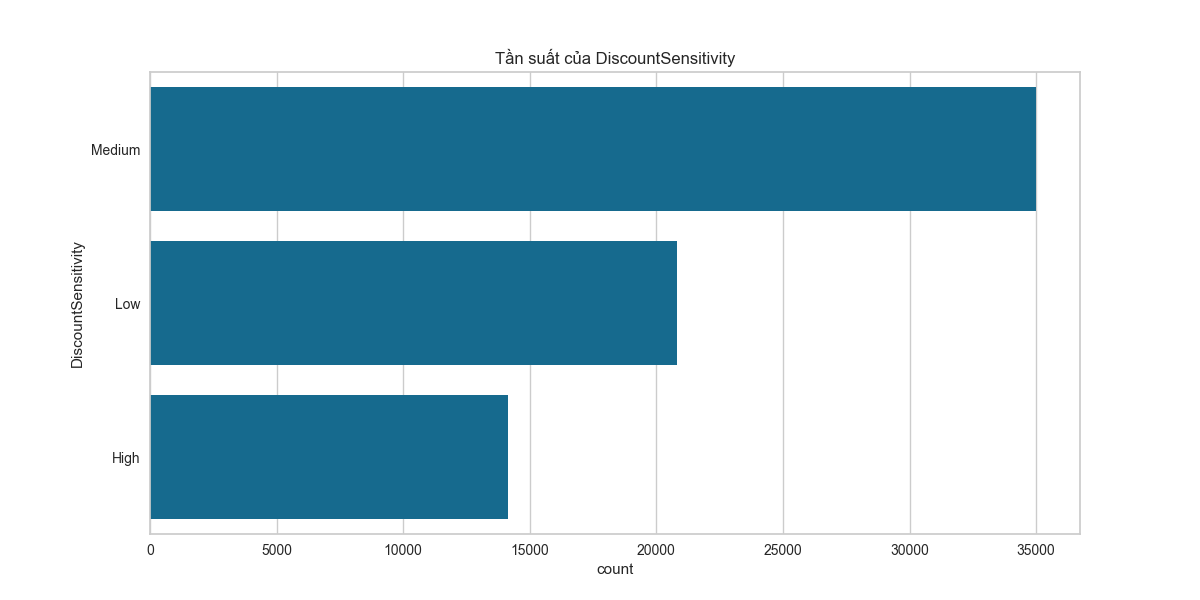 Tần suất của DiscountSensitivity
DiscountSensitivity
Medium
Low
High
0 5000 10000 15000 20000 25000 30000 35000
count